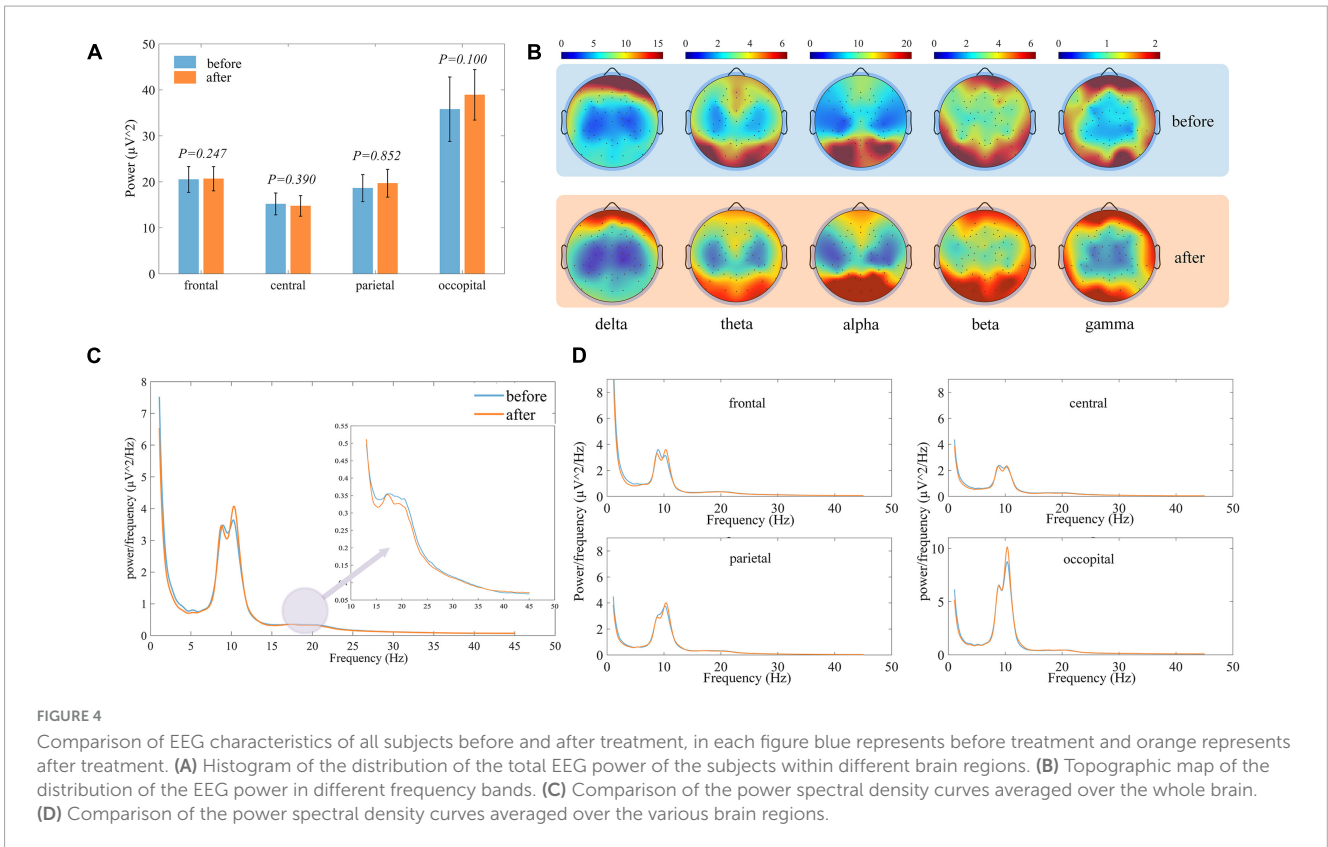 A
Power (μV^2)
50
40
30
20
10
0
before
after
P=0.247
P=0.390
P=0.852
P=0.100
frontal
central
parietal
occopital
B
0 5 10 15
0 2 4 6
0 10 20
0 2 4 6
0 1 2
before
after
delta
theta
alpha
beta
gamma
C
power/frequency (μV^2/Hz)
8
7
6
5
4
3
2
1
0
before
after
0.55
0.5
0.45
0.4
0.35
0.3
0.25
0.2
0.15
0.1
0.05
10 15 20 25 30 35 40 45 50
0 5 10 15 20 25 30 35 40 45 50
Frequency (Hz)
D
Power/frequency (μV^2/Hz)
8
6
4
2
0
frontal
0 10 20 30 40 50
Frequency (Hz)
power/frequency (μV^2/Hz)
8
6
4
2
0
central
0 10 20 30 40 50
Frequency (Hz)
8
6
4
2
0
parietal
0 10 20 30 40 50
Frequency (Hz)
10
5
0
occopital
0 10 20 30 40 50
Frequency (Hz)
FIGURE 4
Comparison of EEG characteristics of all subjects before and after treatment, in each figure blue represents before treatment and orange represents
after treatment. (A) Histogram of the distribution of the total EEG power of the subjects within different brain regions. (B) Topographic map of the
distribution of the EEG power in different frequency bands. (C) Comparison of the power spectral density curves averaged over the whole brain.
(D) Comparison of the power spectral density curves averaged over the various brain regions.